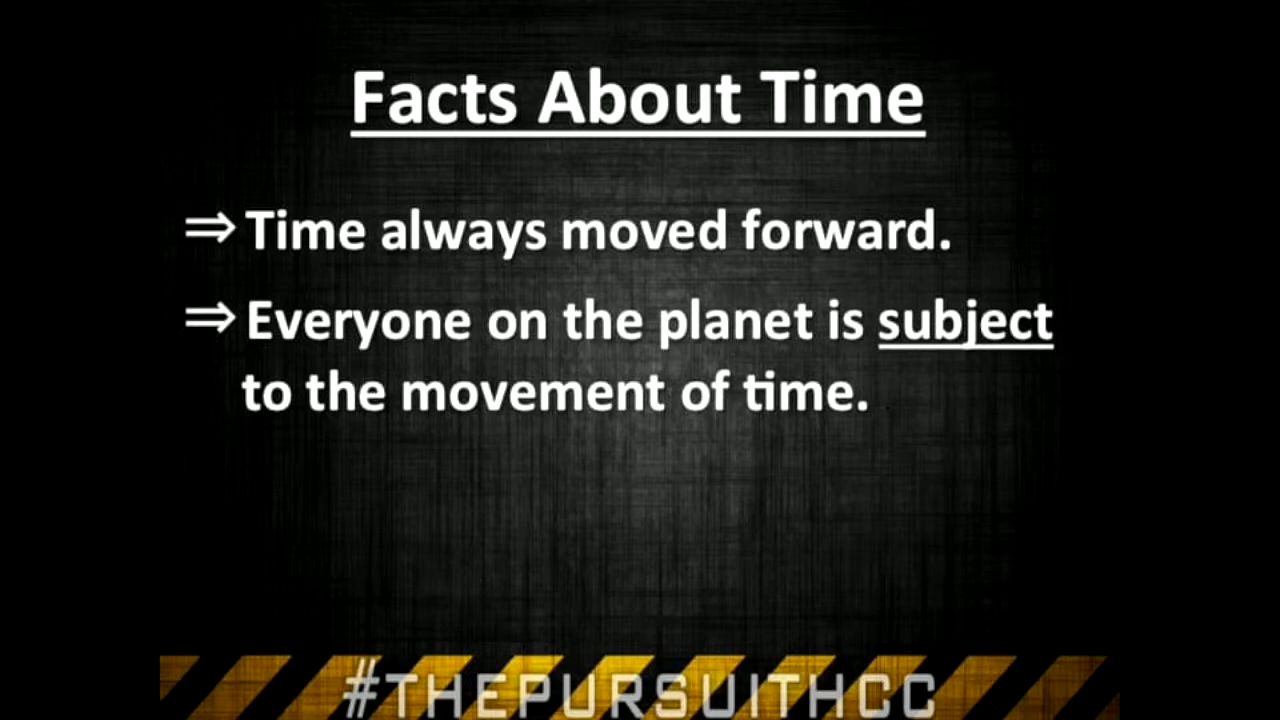 Facts About Time
⇒ Time always moved forward.
⇒ Everyone on the planet is subject
to the movement of time.
#THEPURSUITHCC